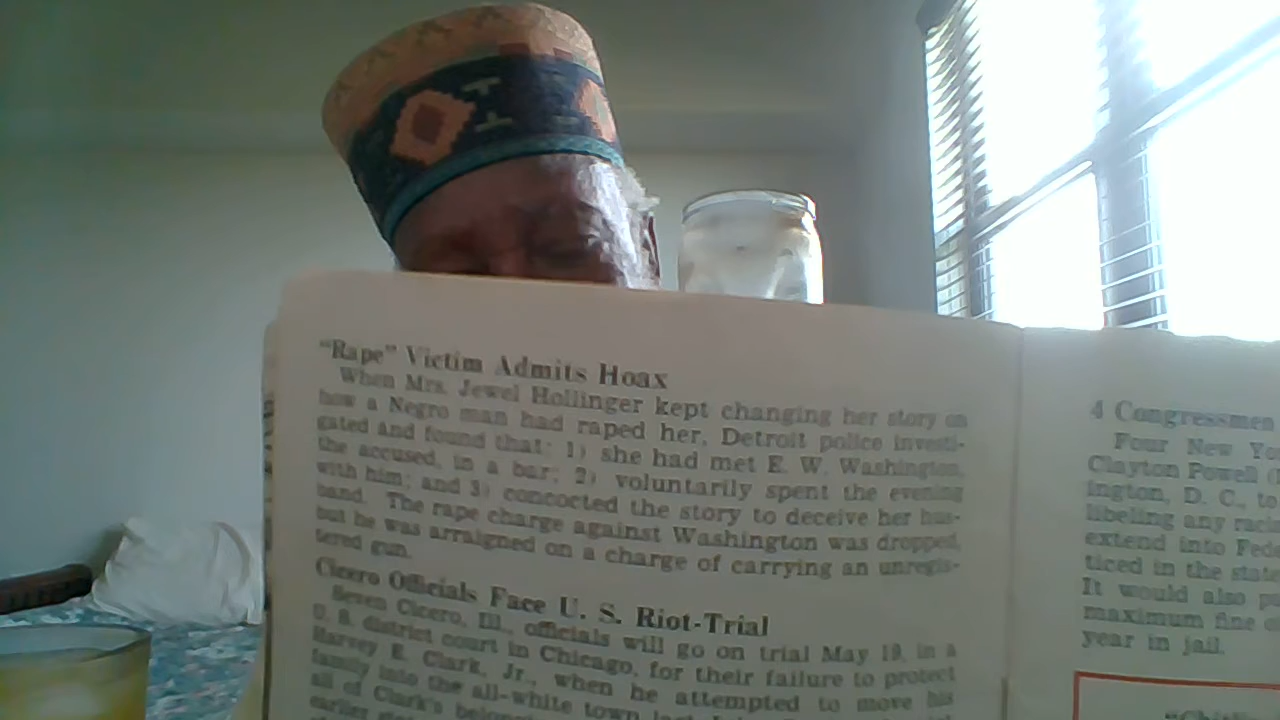 "Rape" Victim Admits Hoax
When Mrs. Jewel Hollinger kept changing her story on
how a Negro man had raped her, Detroit police investi-
gated and found that: 1) she had met E. W. Washington,
the accused, in a bar; 2) voluntarily spent the evening
with him; and 3) concocted the story to deceive her hus-
band. The rape charge against Washington was dropped,
but he was arraigned on a charge of carrying an unregis-
tered gun.
Cicero Officials Face U. S. Riot-Trial
Seven Cicero, Ill., officials will go on trial May 19, in a
U. S. district court in Chicago, for their failure to protect
Harvey E. Clark, Jr., when he attempted to move his
family into the all-white town last
all of Clark's
4 Congressmen
Four New Yo
Clayton Powell (
ington, D. C., to
libeling any racia
extend into Fede
ticed in the state
It would also p
maximum fine o
year in jail.